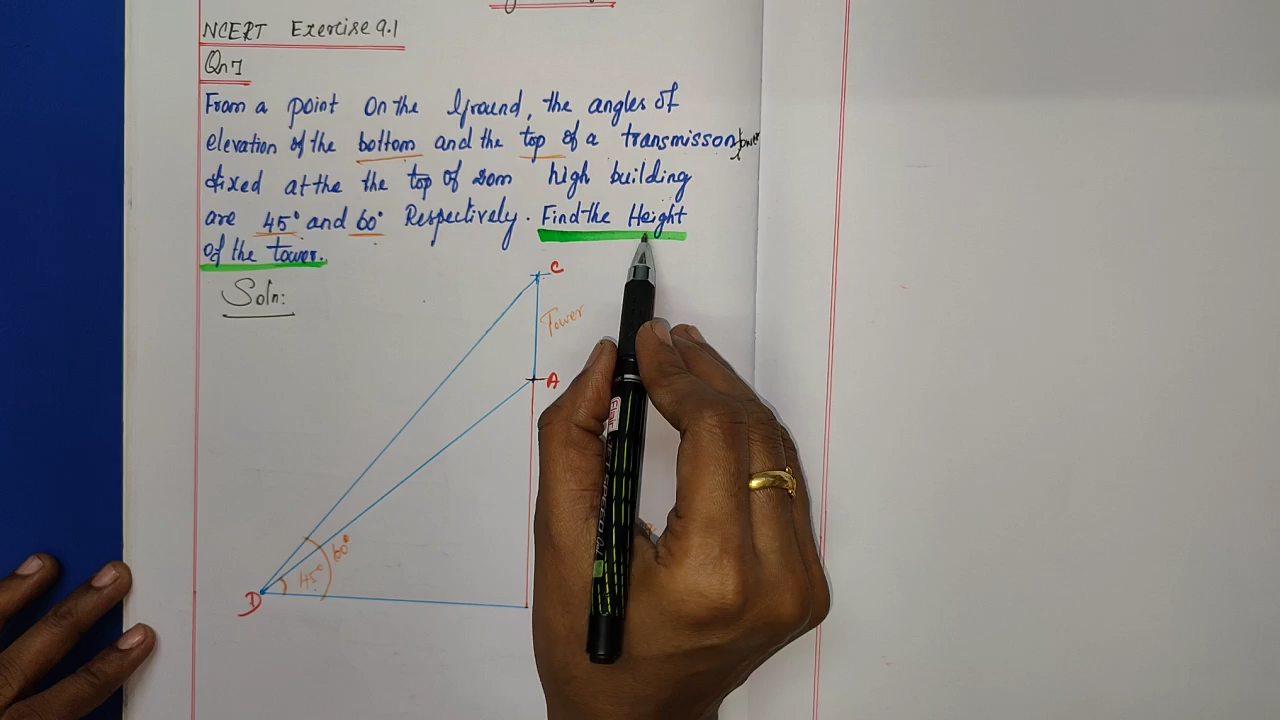 NCERT Exercise 9.1
Qn 7
From a point on the Ground, the angles of
elevation of the bottom and the top of a transmisson tower
fixed at the the top of 20m high building
are 45° and 60° Respectively. Find the Height
of the tower.
Soln:
C
Tower
A
60°
45°
D